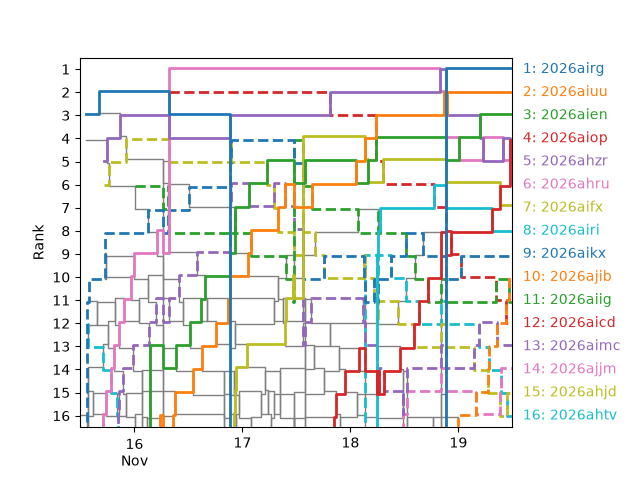 1
2
3
4
5
6
7
8
9
10
11
12
13
14
15
16
Rank
16
17
18
19
Nov
1: 2026airg
2: 2026aiuu
3: 2026aien
4: 2026aiop
5: 2026ahzr
6: 2026ahru
7: 2026aifx
8: 2026airi
9: 2026aikx
10: 2026ajib
11: 2026aiig
12: 2026aicd
13: 2026aimc
14: 2026ajjm
15: 2026ahjd
16: 2026ahtv